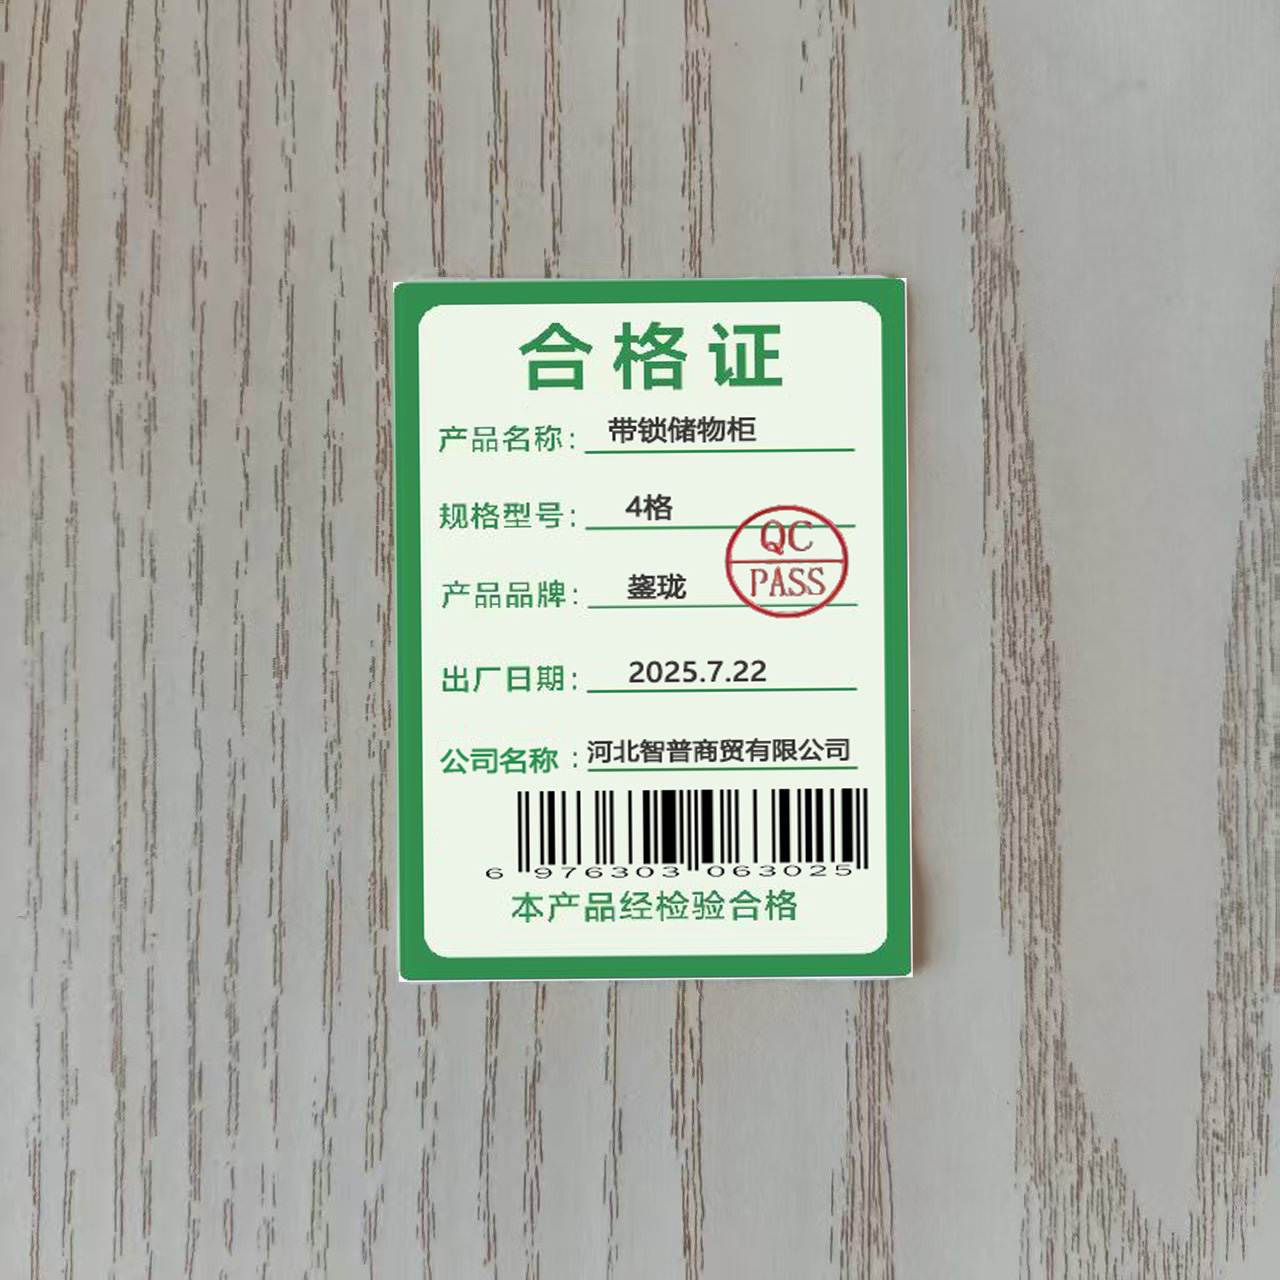 合格证
产品名称：带锁储物柜
规格型号：4格
QC
PASS
产品品牌：鋆珑
出厂日期：2025.7.22
公司名称：河北智普商贸有限公司
6 976303 063025
本产品经检验合格